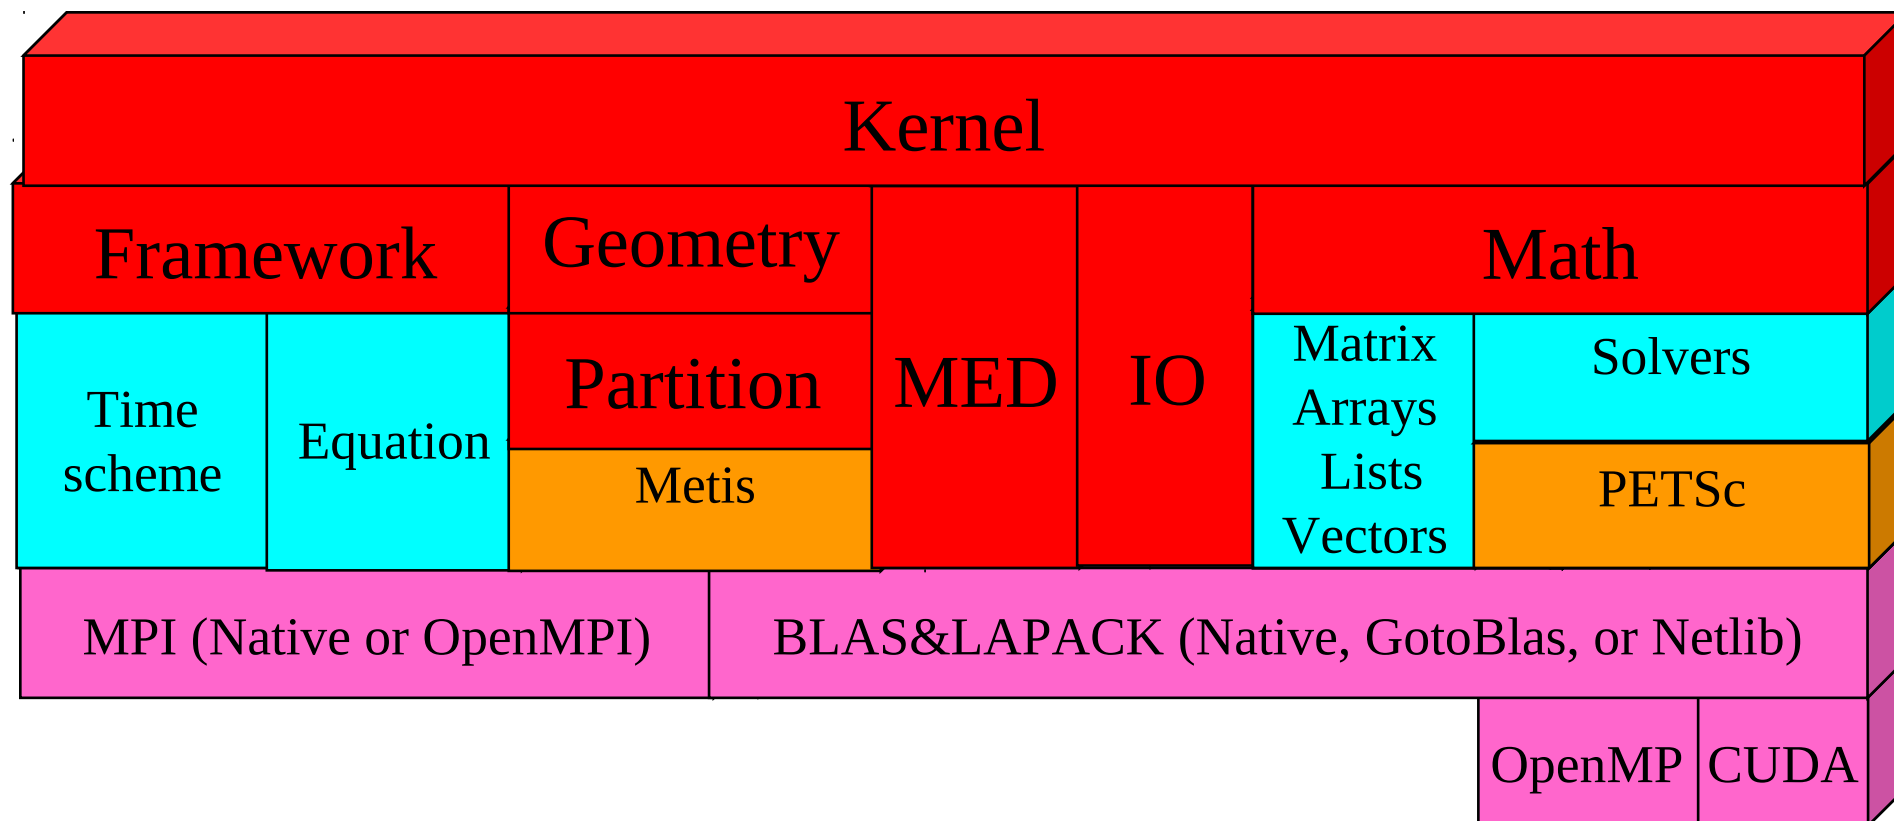 Kernel
Framework
Geometry
Math
Partition
MED
IO
Time
scheme
Equation
Metis
Matrix
Arrays
Lists
Vectors
Solvers
PETSc
MPI (Native or OpenMPI)
BLAS&LAPACK (Native, GotoBlas, or Netlib)
OpenMP
CUDA